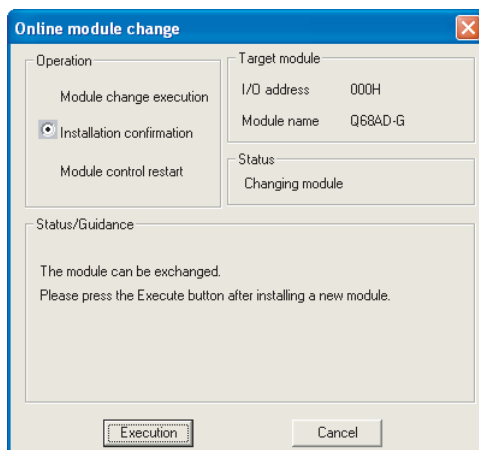 Online module change
Operation
Module change execution
Installation confirmation
Module control restart
Target module
I/O address 000H
Module name Q68AD-G
Status
Changing module
Status/Guidance
The module can be exchanged.
Please press the Execute button after installing a new module.
Execution Cancel